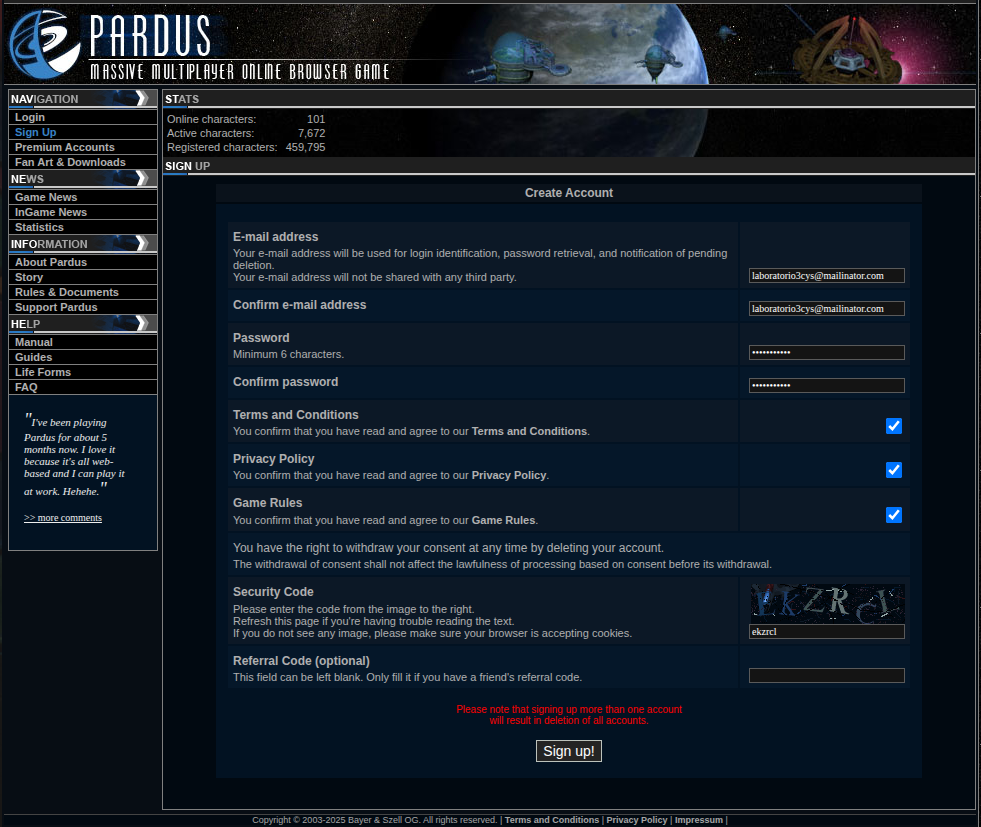 PARDUS
MASSIVE MULTIPLAYER ONLINE BROWSER GAME
NAVIGATION
Login
Sign Up
Premium Accounts
Fan Art & Downloads
NEWS
Game News
InGame News
Statistics
INFORMATION
About Pardus
Story
Rules & Documents
Support Pardus
HELP
Manual
Guides
Life Forms
FAQ
"I've been playing
Pardus for about 5
months now. I love it
because it's all web-
based and I can play it
at work. Hehehe."
>> more comments
STATS
Online characters: 101
Active characters: 7,672
Registered characters: 459,795
SIGN UP
Create Account
E-mail address
Your e-mail address will be used for login identification, password retrieval, and notification of pending
deletion.
Your e-mail address will not be shared with any third party.
laboratorio3cys@mailinator.com
Confirm e-mail address
laboratorio3cys@mailinator.com
Password
Minimum 6 characters.
•••••••••••
Confirm password
•••••••••••
Terms and Conditions
You confirm that you have read and agree to our Terms and Conditions.
Privacy Policy
You confirm that you have read and agree to our Privacy Policy.
Game Rules
You confirm that you have read and agree to our Game Rules.
You have the right to withdraw your consent at any time by deleting your account.
The withdrawal of consent shall not affect the lawfulness of processing based on consent before its withdrawal.
Security Code
Please enter the code from the image to the right.
Refresh this page if you're having trouble reading the text.
If you do not see any image, please make sure your browser is accepting cookies.
EKZRCL
ekzrcl
Referral Code (optional)
This field can be left blank. Only fill it if you have a friend's referral code.
Please note that signing up more than one account
will result in deletion of all accounts.
Sign up!
Copyright © 2003-2025 Bayer & Szell OG. All rights reserved. | Terms and Conditions | Privacy Policy | Impressum |